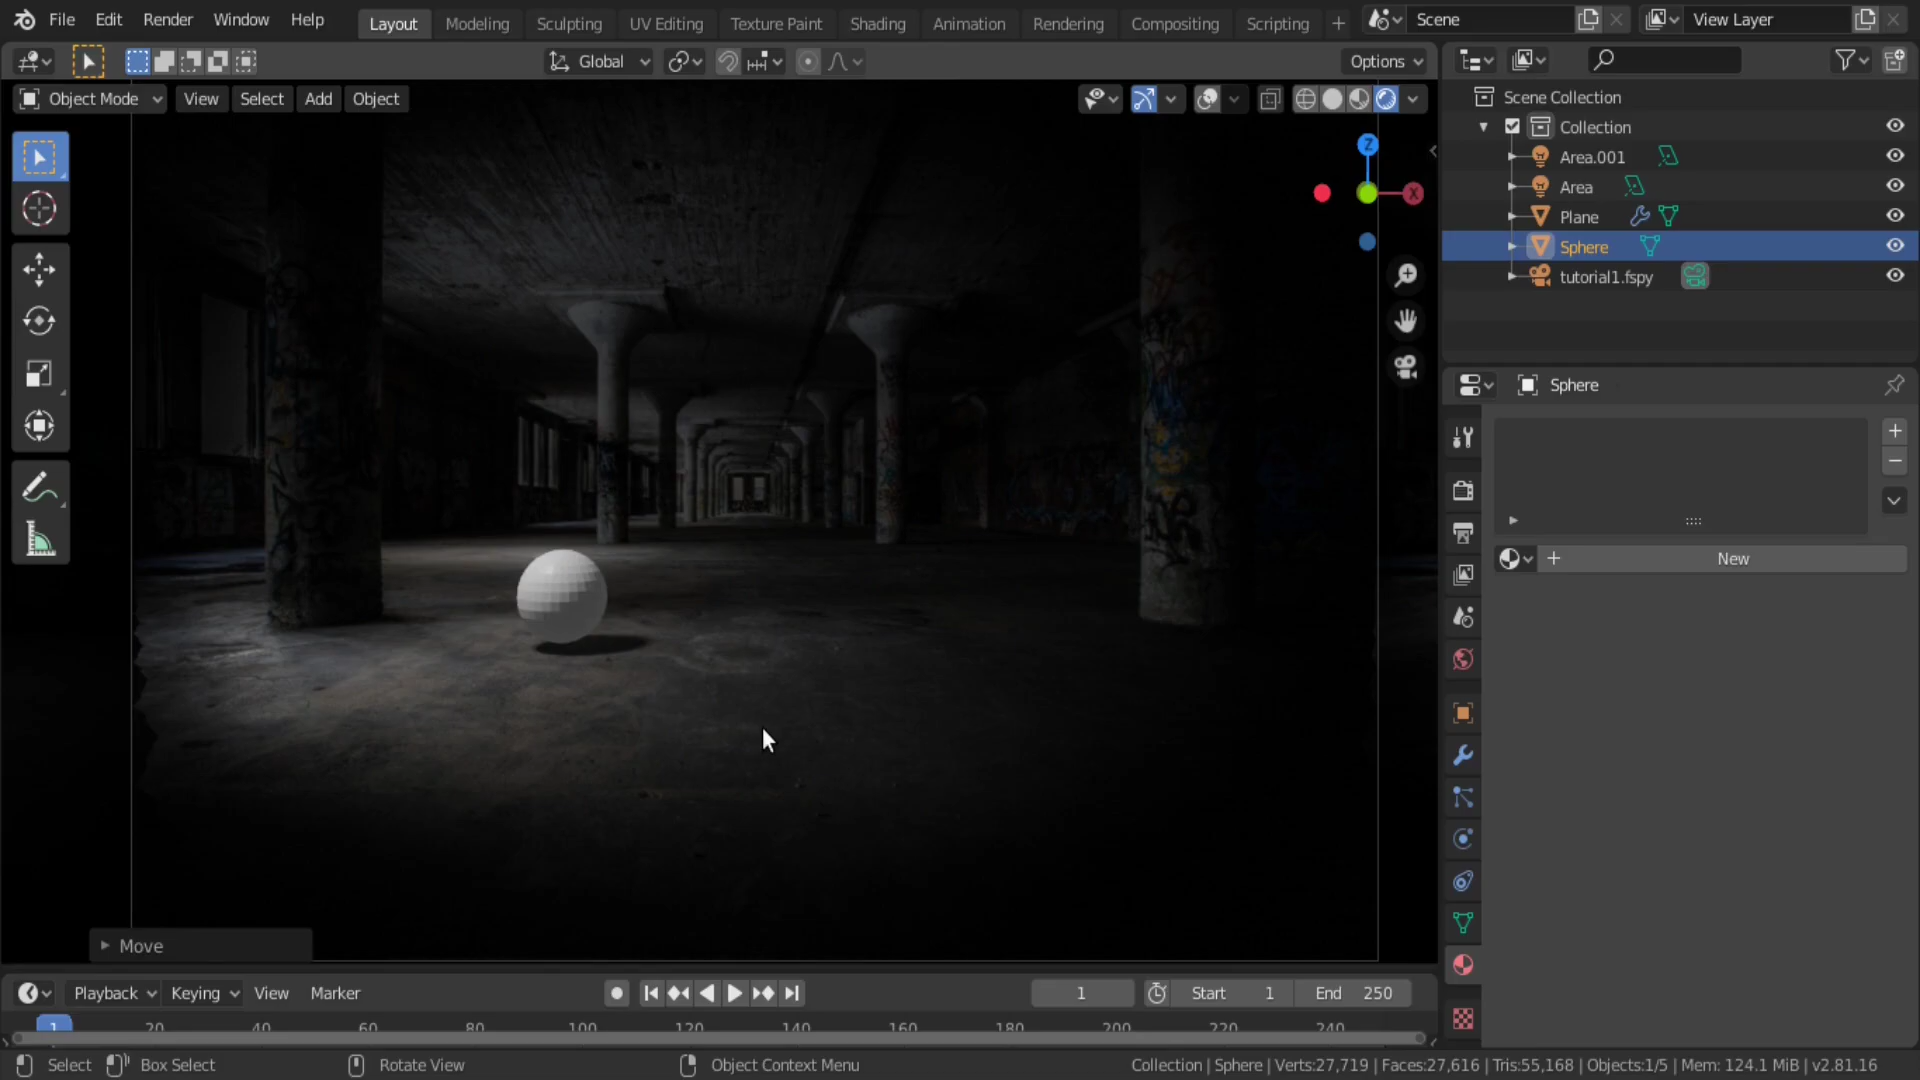 File Edit Render Window Help Layout Modeling Sculpting UV Editing Texture Paint Shading Animation Rendering Compositing Scripting + Scene View Layer
Global Options
Object Mode View Select Add Object
Z
X
Scene Collection
Collection
Area.001
Area
Plane
Sphere
tutorial1.fspy
Sphere
New
Move
Playback Keying View Marker 1 Start 1 End 250
1 20 40 60 80 100 120 140 160 180 200 220 240
Select Box Select Rotate View Object Context Menu Collection | Sphere | Verts:27,719 | Faces:27,616 | Tris:55,168 | Objects:1/5 | Mem: 124.1 MiB | v2.81.16